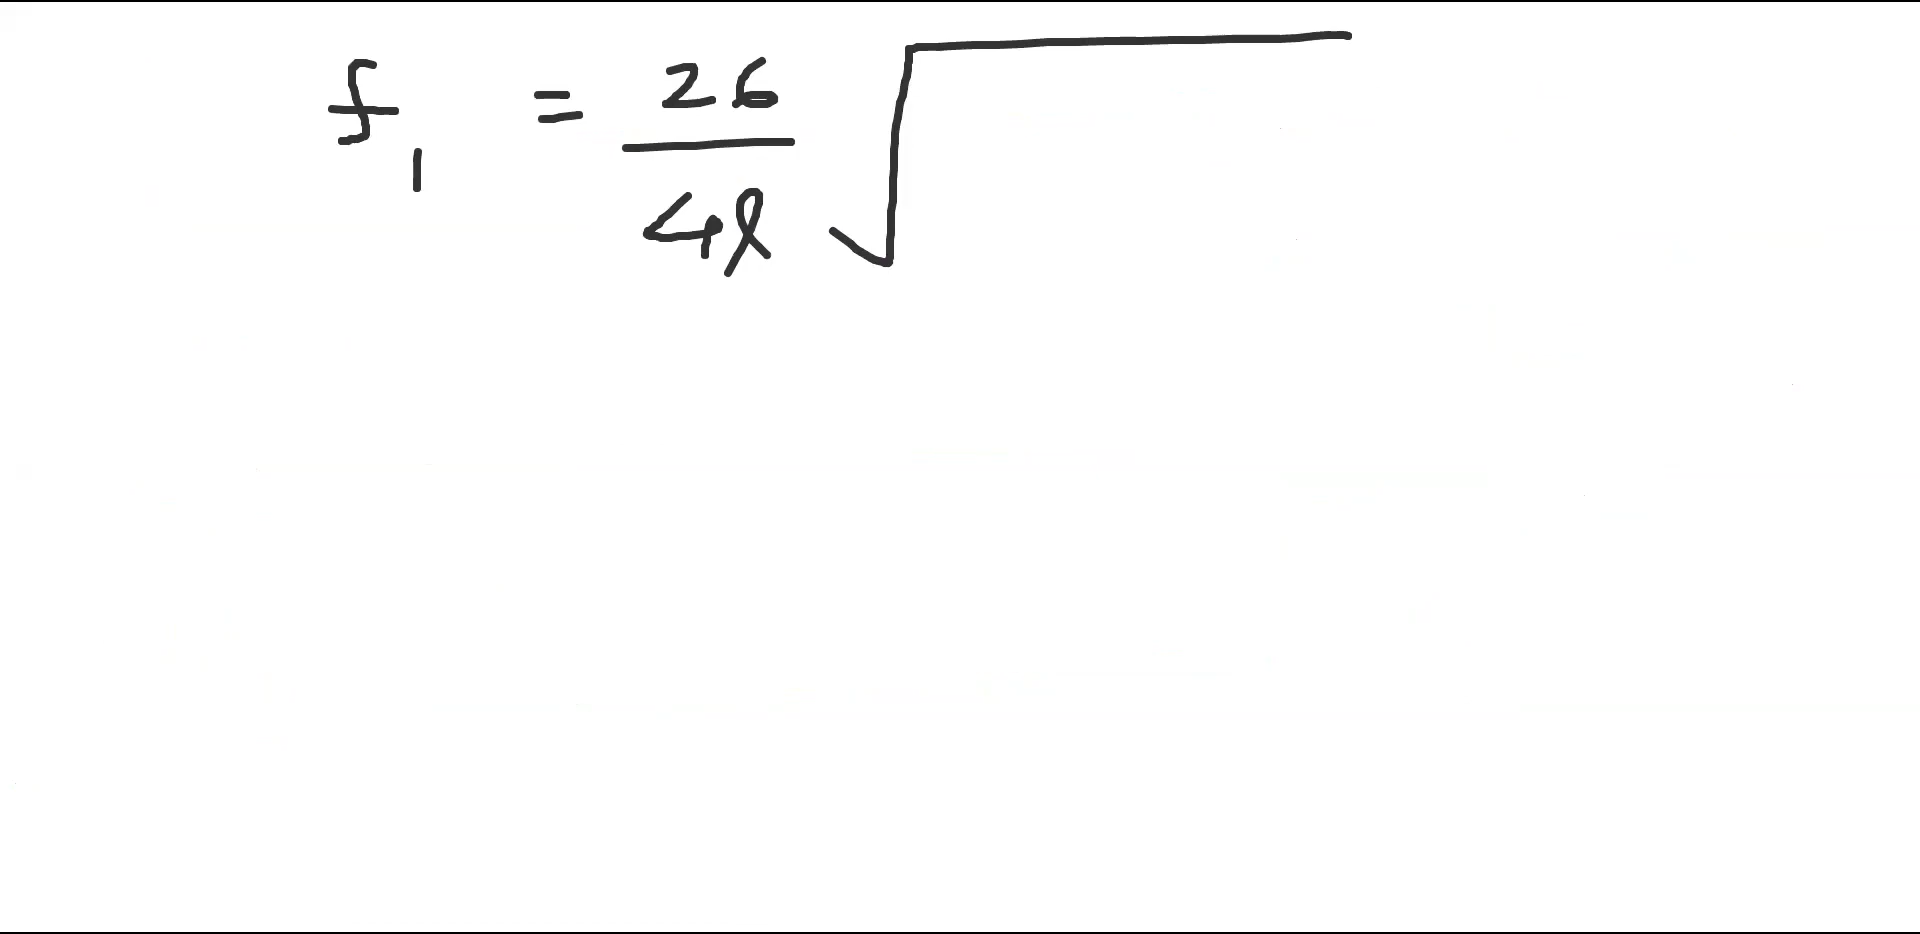 f₁ = 26/4l √